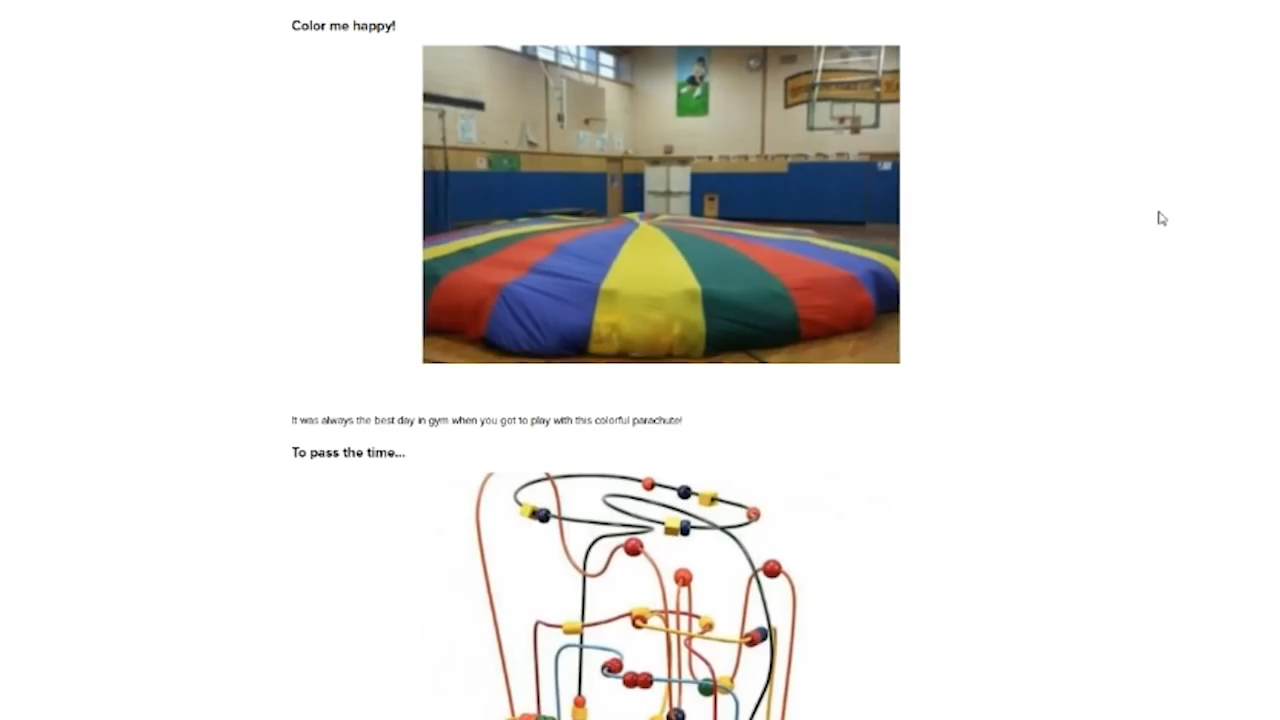 Color me happy!
It was always the best day in gym when you got to play with this colorful parachute!
To pass the time...